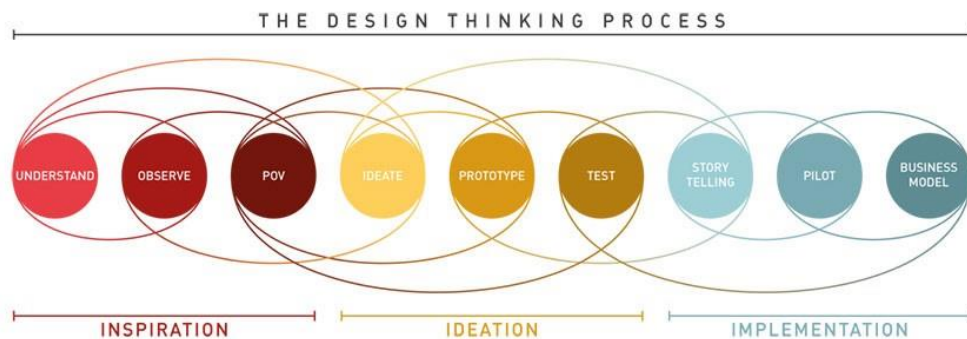 THE DESIGN THINKING PROCESS
UNDERSTAND
OBSERVE
POV
IDEATE
PROTOTYPE
TEST
STORY
TELLING
PILOT
BUSINESS
MODEL
INSPIRATION
IDEATION
IMPLEMENTATION